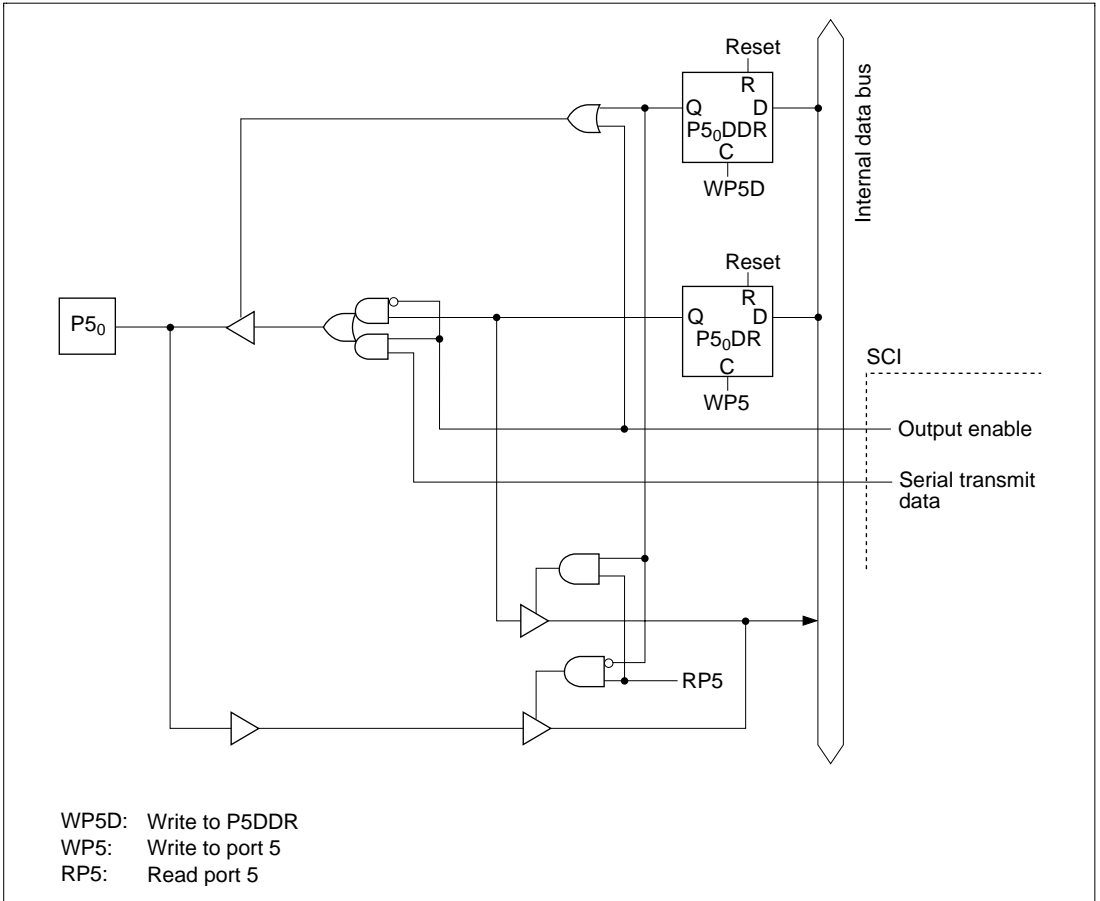 Reset
R
Q D
P5₀DDR
C
WP5D
Internal data bus
Reset
R
P5₀
Q D
P5₀DR
C
WP5
SCI
Output enable
Serial transmit
data
RP5
WP5D: Write to P5DDR
WP5: Write to port 5
RP5: Read port 5